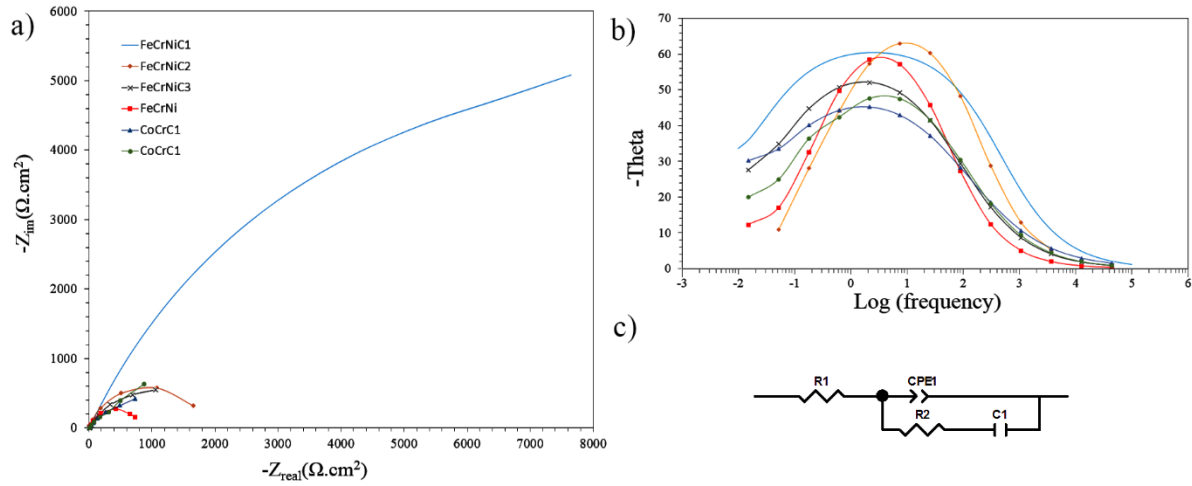 a)
6000
5000
4000
3000
2000
1000
0
-Zim(Ω.cm²)
FeCrNiC1
FeCrNiC2
FeCrNiC3
FeCrNi
CoCrC1
CoCrC1
0 1000 2000 3000 4000 5000 6000 7000 8000
-Zreal(Ω.cm²)
b)
70
60
50
40
30
20
10
0
-Theta
-2 -1 0 1 2 3 4 5 6
Log (frequency)
c)
R1 CPE1
R2 C1